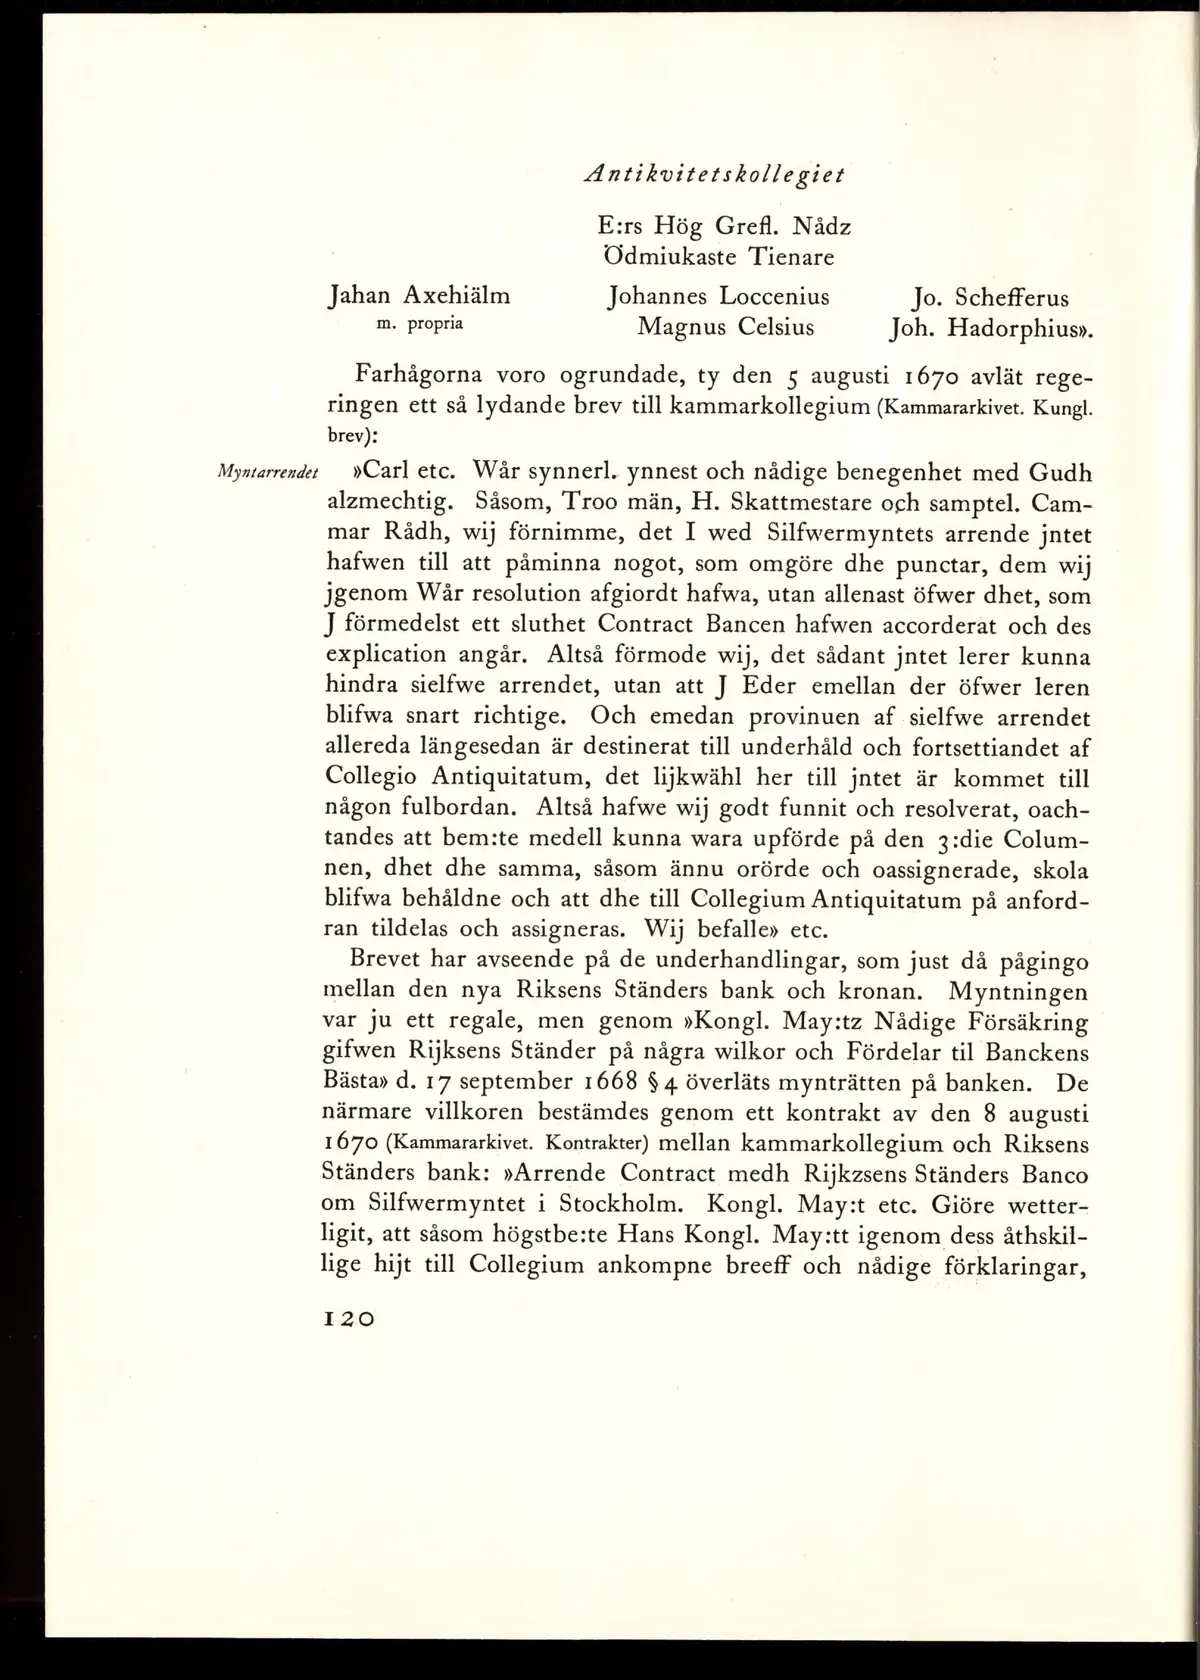 Antikvitetskollegiet
E:rs Hög Grefl. Nådz
Ödmiukaste Tienare
Jahan Axehiälm Johannes Loccenius Jo. Schefferus
m. propria Magnus Celsius Joh. Hadorphius».
Farhågorna voro ogrundade, ty den 5 augusti 1670 avlät rege-
ringen ett så lydande brev till kammarkollegium (Kammararkivet. Kungl.
brev):
Myntarrendet »Carl etc. Wår synnerl. ynnest och nådige benegenhet med Gudh
alzmechtig. Såsom, Troo män, H. Skattmestare och samptel. Cam-
mar Rådh, wij förnimme, det I wed Silfwermyntets arrende jntet
hafwen till att påminna nogot, som omgöre dhe punctar, dem wij
jgenom Wår resolution afgiordt hafwa, utan allenast öfwer dhet, som
J förmedelst ett sluthet Contract Bancen hafwen accorderat och des
explication angår. Altså förmode wij, det sådant jntet lerer kunna
hindra sielfwe arrendet, utan att J Eder emellan der öfwer leren
blifwa snart richtige. Och emedan provinuen af sielfwe arrendet
allereda längesedan är destinerat till underhåld och fortsettiandet af
Collegio Antiquitatum, det lijkwähl her till jntet är kommet till
någon fulbordan. Altså hafwe wij godt funnit och resolverat, oach-
tandes att bem:te medell kunna wara upförde på den 3:die Colum-
nen, dhet dhe samma, såsom ännu orörde och oassignerade, skola
blifwa behåldne och att dhe till Collegium Antiquitatum på anford-
ran tildelas och assigneras. Wij befalle» etc.
Brevet har avseende på de underhandlingar, som just då pågingo
mellan den nya Riksens Ständers bank och kronan. Myntningen
var ju ett regale, men genom »Kongl. May:tz Nådige Försäkring
gifwen Rijksens Ständer på några wilkor och Fördelar til Banckens
Bästa» d. 17 september 1668 § 4 överläts mynträtten på banken. De
närmare villkoren bestämdes genom ett kontrakt av den 8 augusti
1670 (Kammararkivet. Kontrakter) mellan kammarkollegium och Riksens
Ständers bank: »Arrende Contract medh Rijkzsens Ständers Banco
om Silfwermyntet i Stockholm. Kongl. May:t etc. Giöre wetter-
ligit, att såsom högstbe:te Hans Kongl. May:tt igenom dess åthskil-
lige hijt till Collegium ankompne breeff och nådige förklaringar,
120